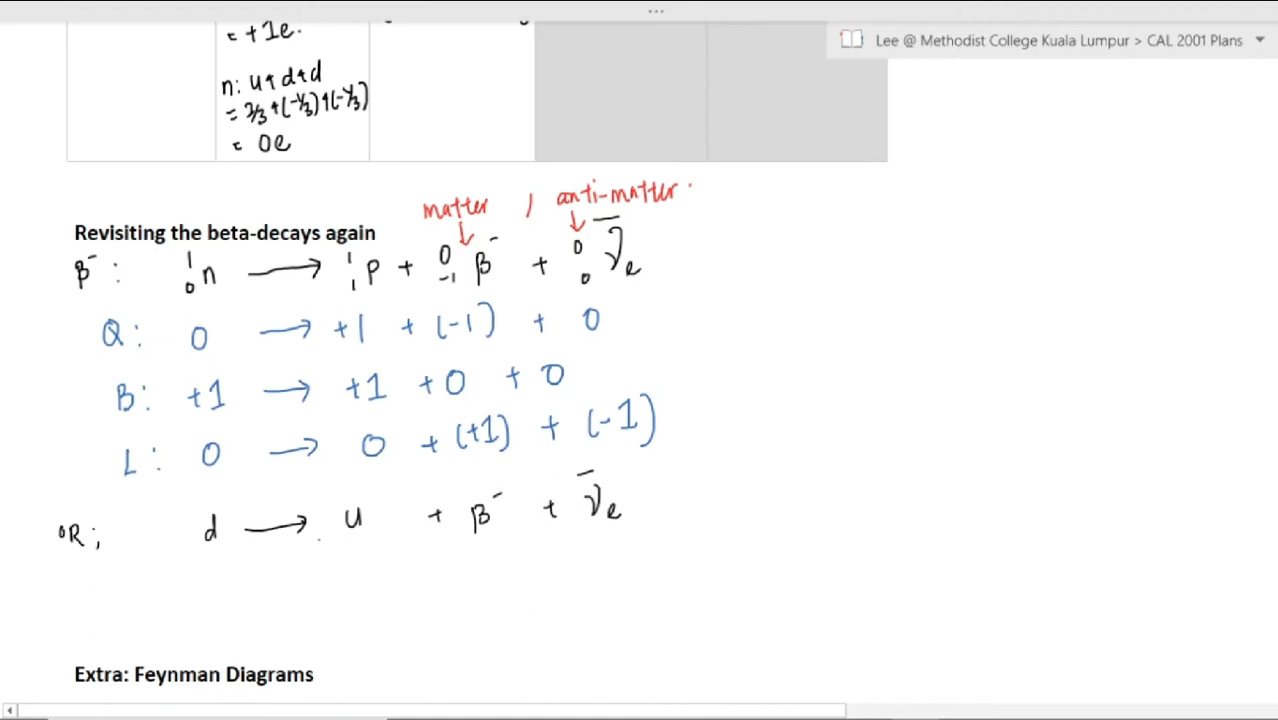 ...
= +1e.
Lee @ Methodist College Kuala Lumpur > CAL 2001 Plans
n: u+d+d
= 2/3 + (-1/3) + (-1/3)
= 0e
matter / anti-matter.
Revisiting the beta-decays again
β⁻ : ¹₀n → ¹₁p + ⁰₋₁β⁻ + ⁰₀ν̅e
Q: 0 → +1 + (-1) + 0
B: +1 → +1 + 0 + 0
L: 0 → 0 + (+1) + (-1)
OR; d → u + β⁻ + ν̅e
Extra: Feynman Diagrams